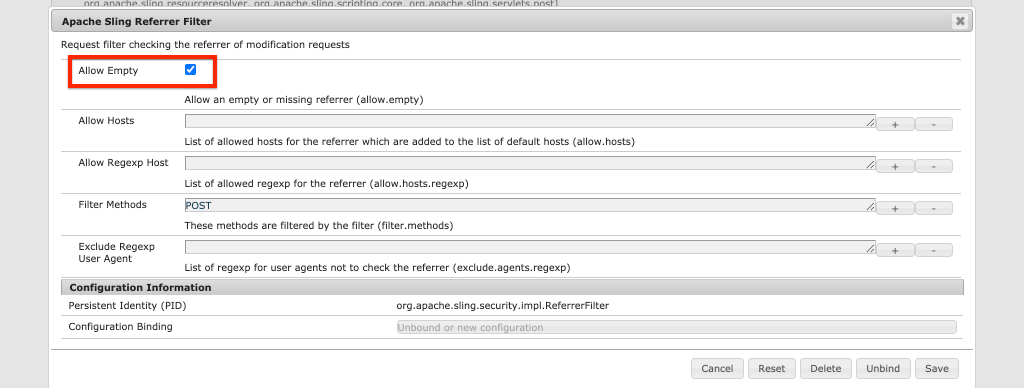 org.apache.sling.resourceresolver, org.apache.sling.scripting.core, org.apache.sling.servlets.post]
Apache Sling Referrer Filter
Request filter checking the referrer of modification requests
Allow Empty
Allow an empty or missing referrer (allow.empty)
Allow Hosts
+ -
List of allowed hosts for the referrer which are added to the list of default hosts (allow.hosts)
Allow Regexp Host
+ -
List of allowed regexp for the referrer (allow.hosts.regexp)
Filter Methods POST + -
These methods are filtered by the filter (filter.methods)
Exclude Regexp
User Agent
+ -
List of regexp for user agents not to check the referrer (exclude.agents.regexp)
Configuration Information
Persistent Identity (PID) org.apache.sling.security.impl.ReferrerFilter
Configuration Binding Unbound or new configuration
Cancel Reset Delete Unbind Save